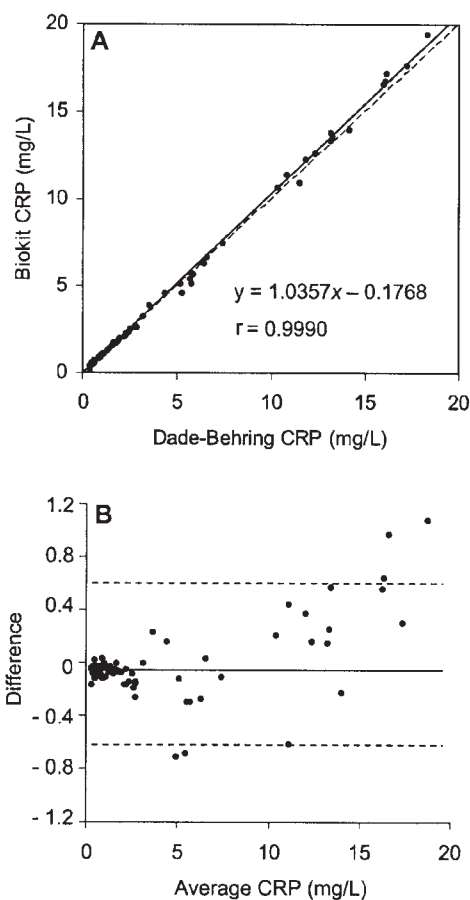 A
20
15
10
5
0
Biokit CRP (mg/L)
y = 1.0357x – 0.1768
r = 0.9990
0 5 10 15 20
Dade-Behring CRP (mg/L)
B
1.2
0.8
0.4
0
- 0.4
- 0.8
- 1.2
Difference
0 5 10 15 20
Average CRP (mg/L)